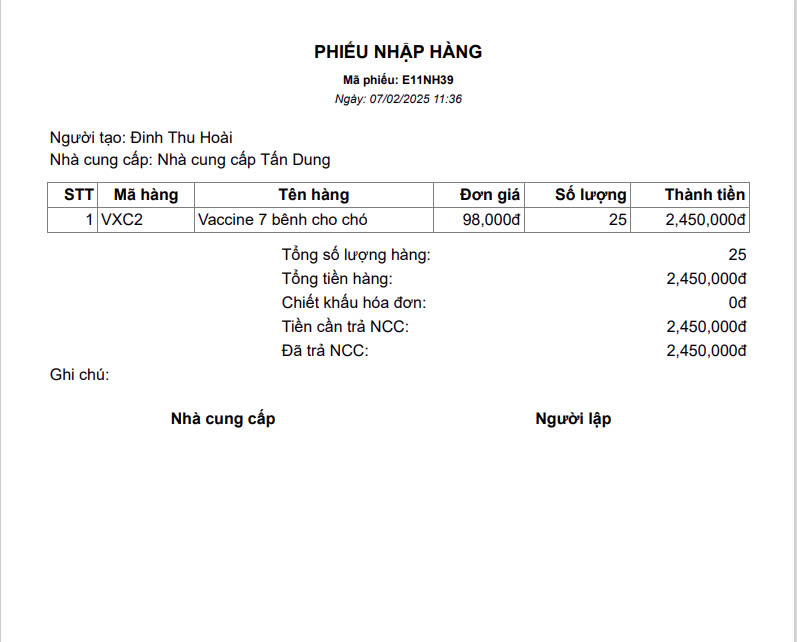 PHIẾU NHẬP HÀNG
Mã phiếu: E11NH39
Ngày: 07/02/2025 11:36
Người tạo: Đinh Thu Hoài
Nhà cung cấp: Nhà cung cấp Tấn Dung
STT Mã hàng Tên hàng Đơn giá Số lượng Thành tiền
1 VXC2 Vaccine 7 bênh cho chó 98,000đ 25 2,450,000đ
Tổng số lượng hàng: 25
Tổng tiền hàng: 2,450,000đ
Chiết khấu hóa đơn: 0đ
Tiền cần trả NCC: 2,450,000đ
Đã trả NCC: 2,450,000đ
Ghi chú:
Nhà cung cấp Người lập